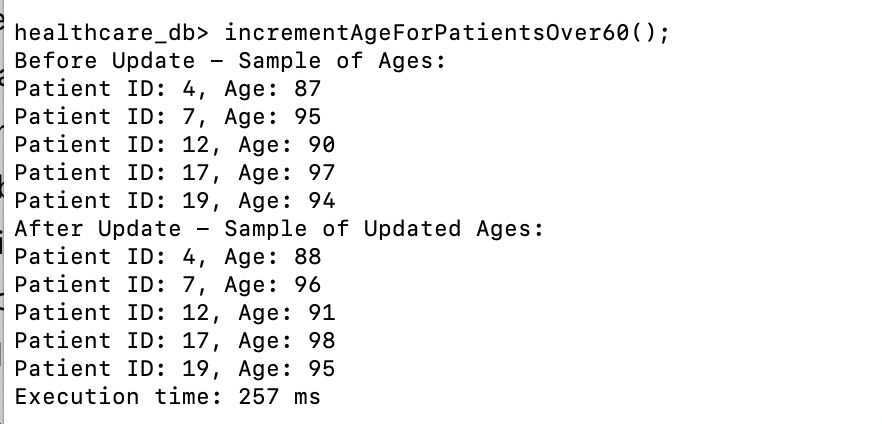 healthcare_db> incrementAgeForPatientsOver60();
Before Update – Sample of Ages:
Patient ID: 4, Age: 87
Patient ID: 7, Age: 95
Patient ID: 12, Age: 90
Patient ID: 17, Age: 97
Patient ID: 19, Age: 94
After Update – Sample of Updated Ages:
Patient ID: 4, Age: 88
Patient ID: 7, Age: 96
Patient ID: 12, Age: 91
Patient ID: 17, Age: 98
Patient ID: 19, Age: 95
Execution time: 257 ms